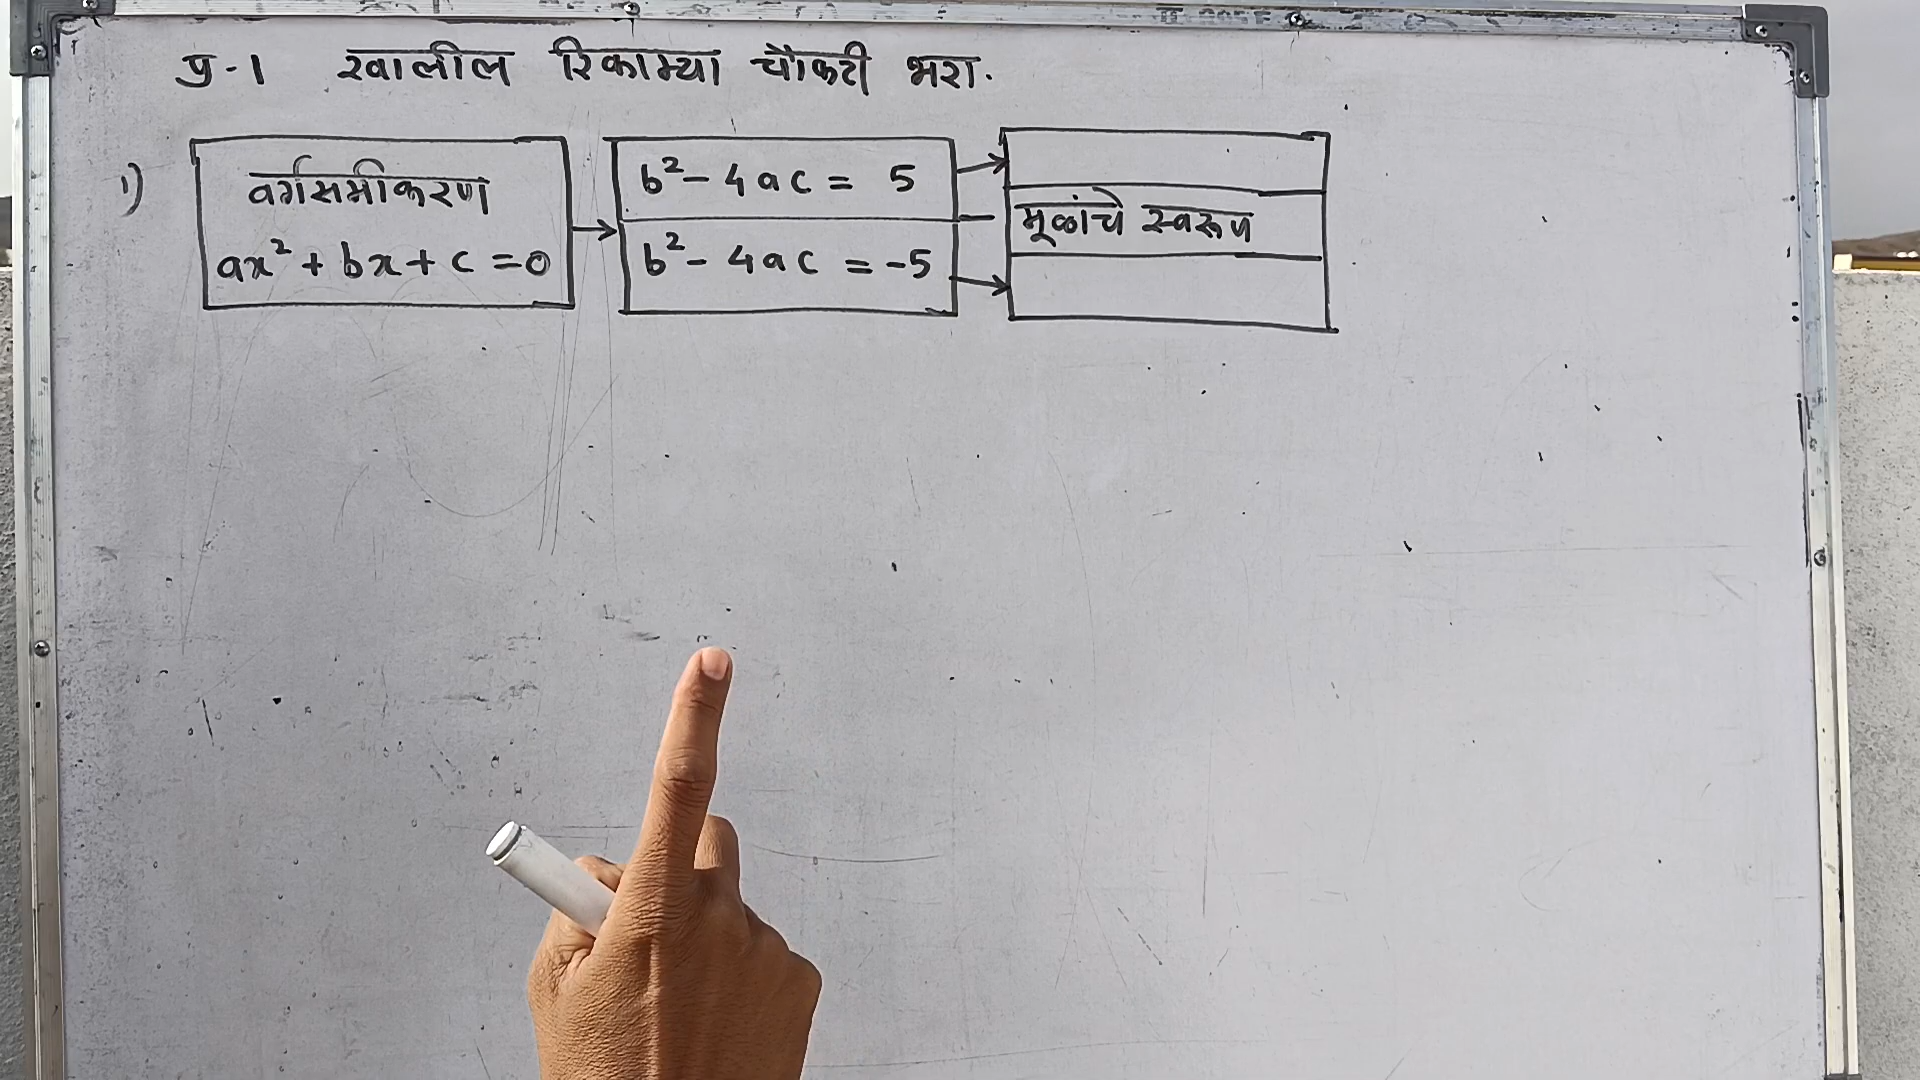 प्र.1 खालील रिकाम्या चौकटी भरा.
1) वर्गसमीकरण
ax² + bx + c = 0
b² - 4ac = 5
b² - 4ac = -5
मूळांचे स्वरूप